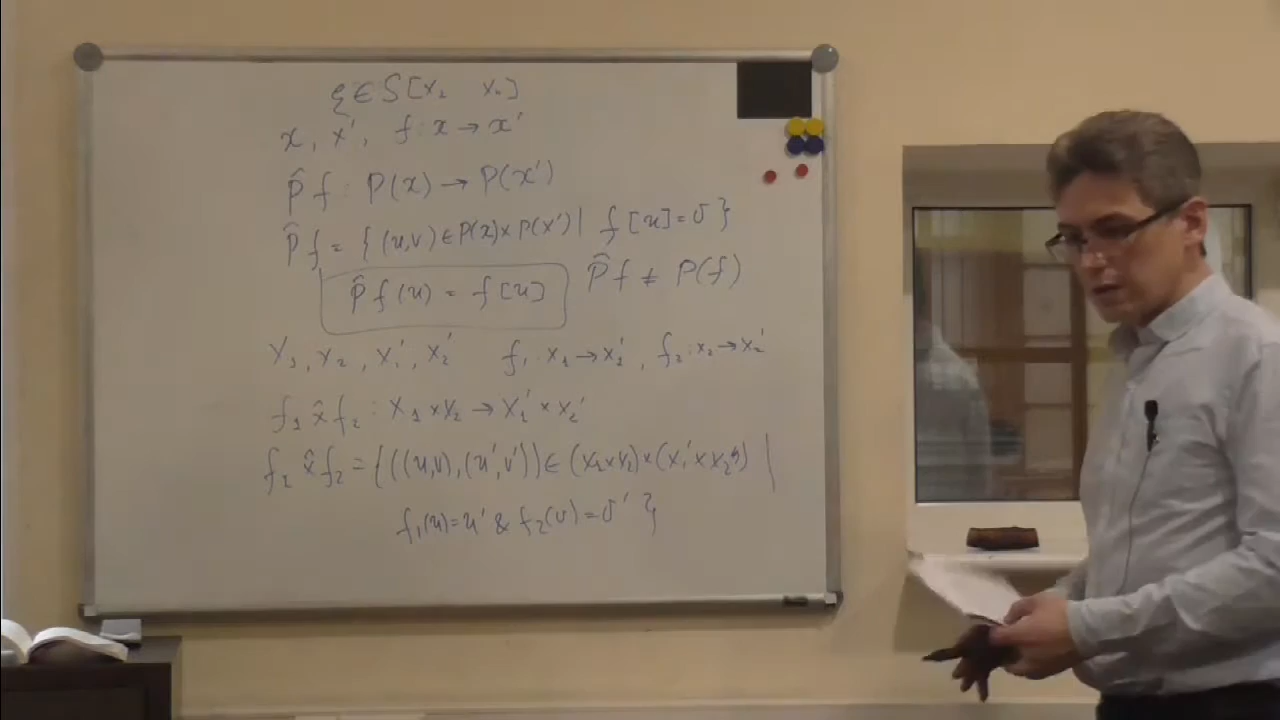 ξ ∈ S[x₁ xₙ]
x, x', f : x → x'
P̂ f : P(x) → P(x')
P̂ f = { (u,v) ∈ P(x) × P(x') | f[u] = v }
P̂ f(u) = f[u] P̂ f ≠ P(f)
X₁, X₂, X₁', X₂' f₁ : X₁ → X₁', f₂ : X₂ → X₂'
f₁ x̂ f₂ : X₁ × X₂ → X₁' × X₂'
f₁ x̂ f₂ = { ((u,v), (u',v')) ∈ (X₁ × X₂) × (X₁' × X₂') |
f₁(u) = u' & f₂(v) = v' }